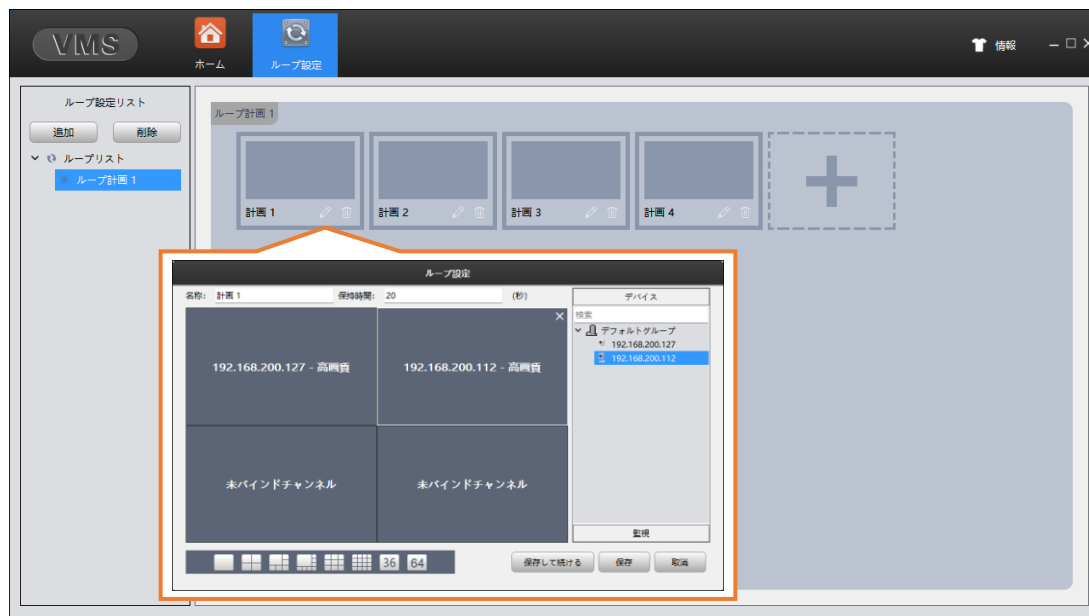 VMS
ホーム
ループ設定
情報
ループ設定リスト
追加 削除
ループリスト
ループ計画 1
ループ計画 1
計画 1
計画 2
計画 3
計画 4
ループ設定
名称: 計画 1 保持時間: 20 (秒)
デバイス
検索
デフォルトグループ
192.168.200.127
192.168.200.112
192.168.200.127 - 高画質
192.168.200.112 - 高画質
未バインドチャンネル
未バインドチャンネル
監視
36 64
保存して続ける 保存 取消